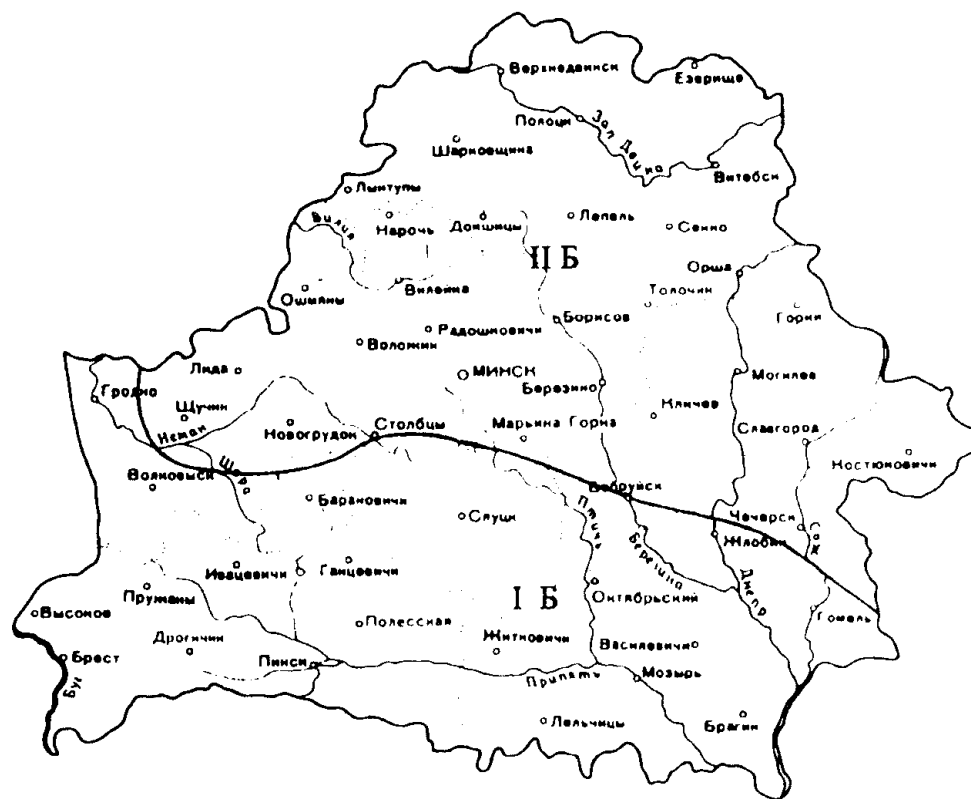 Верхнедвинск
Езерище
Полоцк
Зап Двина
Шарковщина
Витебск
Лынтупы
Вилия
Нарочь
Докшицы
Лепель
Сенно
II Б
Орша
Ошмяны
Вилейка
Толочин
Горки
Борисов
Радошковичи
Воложин
Лида
МИНСК
Могилев
Гродно
Березино
Щучин
Кличев
Неман
Новогрудок
Столбцы
Марьина Горка
Славгород
Костюковичи
Щара
Волковыск
Барановичи
Бобруйск
Слуцк
Птичь
Чечерск
Сож
Жлобин
Березина
Ивацевичи
Ганцевичи
Днепр
Пружаны
I Б
Октябрьский
Высокое
Гомель
Полесская
Дрогичин
Житковичи
Василевичи
Брест
Пинск
Буг
Припять
Мозырь
Лельчицы
Брагин